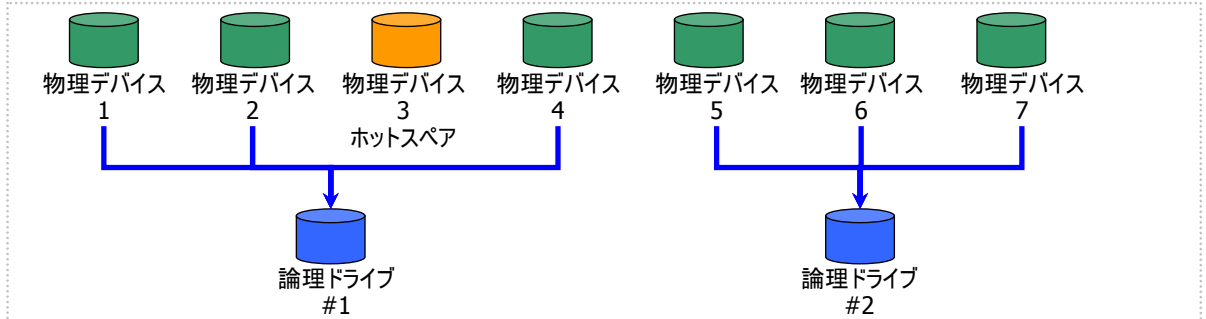 物理デバイス 物理デバイス 物理デバイス 物理デバイス 物理デバイス 物理デバイス 物理デバイス
1 2 3 4 5 6 7
ホットスペア
論理ドライブ 論理ドライブ
#1 #2